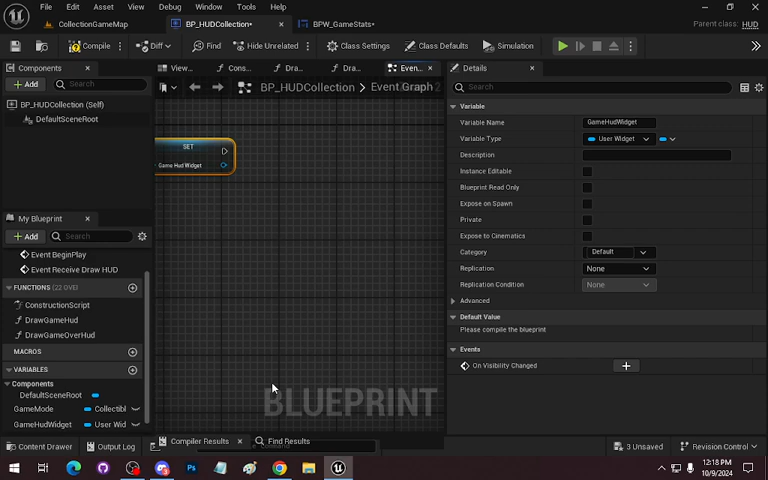 File Edit Asset View Debug Window Tools Help
CollectionGameMap BP_HUDCollection* BPW_GameStats* Parent class: HUD
Compile Diff Find Hide Unrelated Class Settings Class Defaults Simulation
Components View... Cons... Dra... Dra... Even... Details
Add Search BP_HUDCollection Event Graph Search
BP_HUDCollection (Self)
DefaultSceneRoot
SET
Game Hud Widget
Variable
Variable Name GameHudWidget
Variable Type User Widget
Description
Instance Editable
Blueprint Read Only
Expose on Spawn
Private
Expose to Cinematics
Category Default
Replication None
Replication Condition None
Advanced
Default Value
Please compile the blueprint
Events
On Visibility Changed
My Blueprint
Add Search
Event BeginPlay
Event Receive Draw HUD
FUNCTIONS (22 OVE
ConstructionScript
DrawGameHud
DrawGameOverHud
MACROS
VARIABLES
Components
DefaultSceneRoot
GameMode Collectibl
GameHudWidget User Wid
BLUEPRINT
Content Drawer Output Log Compiler Results Find Results 3 Unsaved Revision Control
12:18 PM
10/9/2024